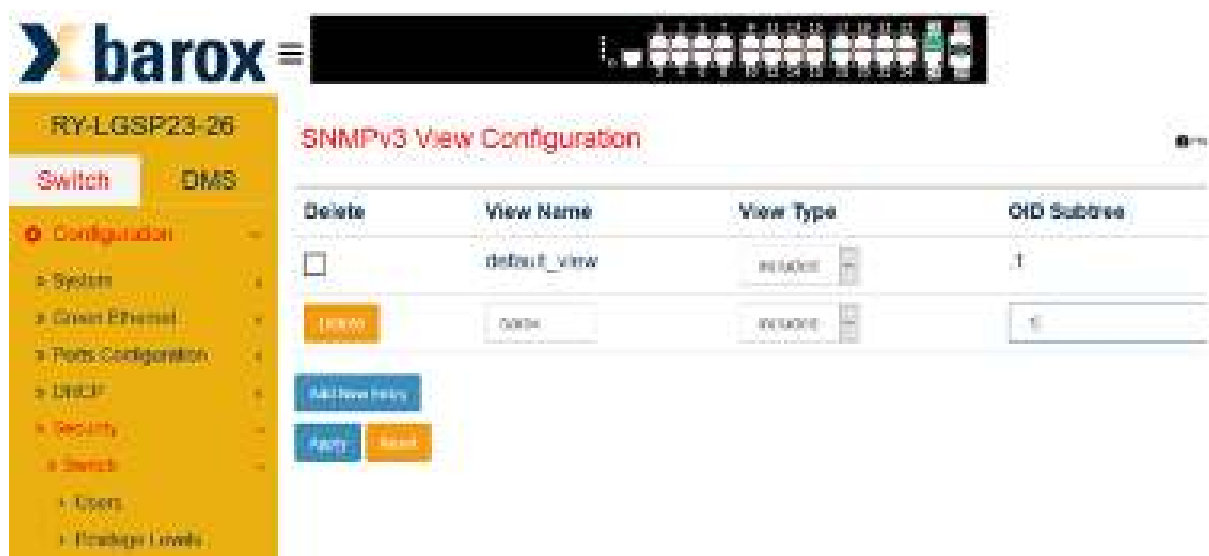 barox
RY-LGSP23-26
Switch DMS
Configuration
System
Green Ethernet
Ports Configuration
DHCP
Security
Switch
Users
Privilege Levels
SNMPv3 View Configuration
Delete View Name View Type OID Subtree
default_view included .1
Delete included .1
Add New Entry
Apply Reset